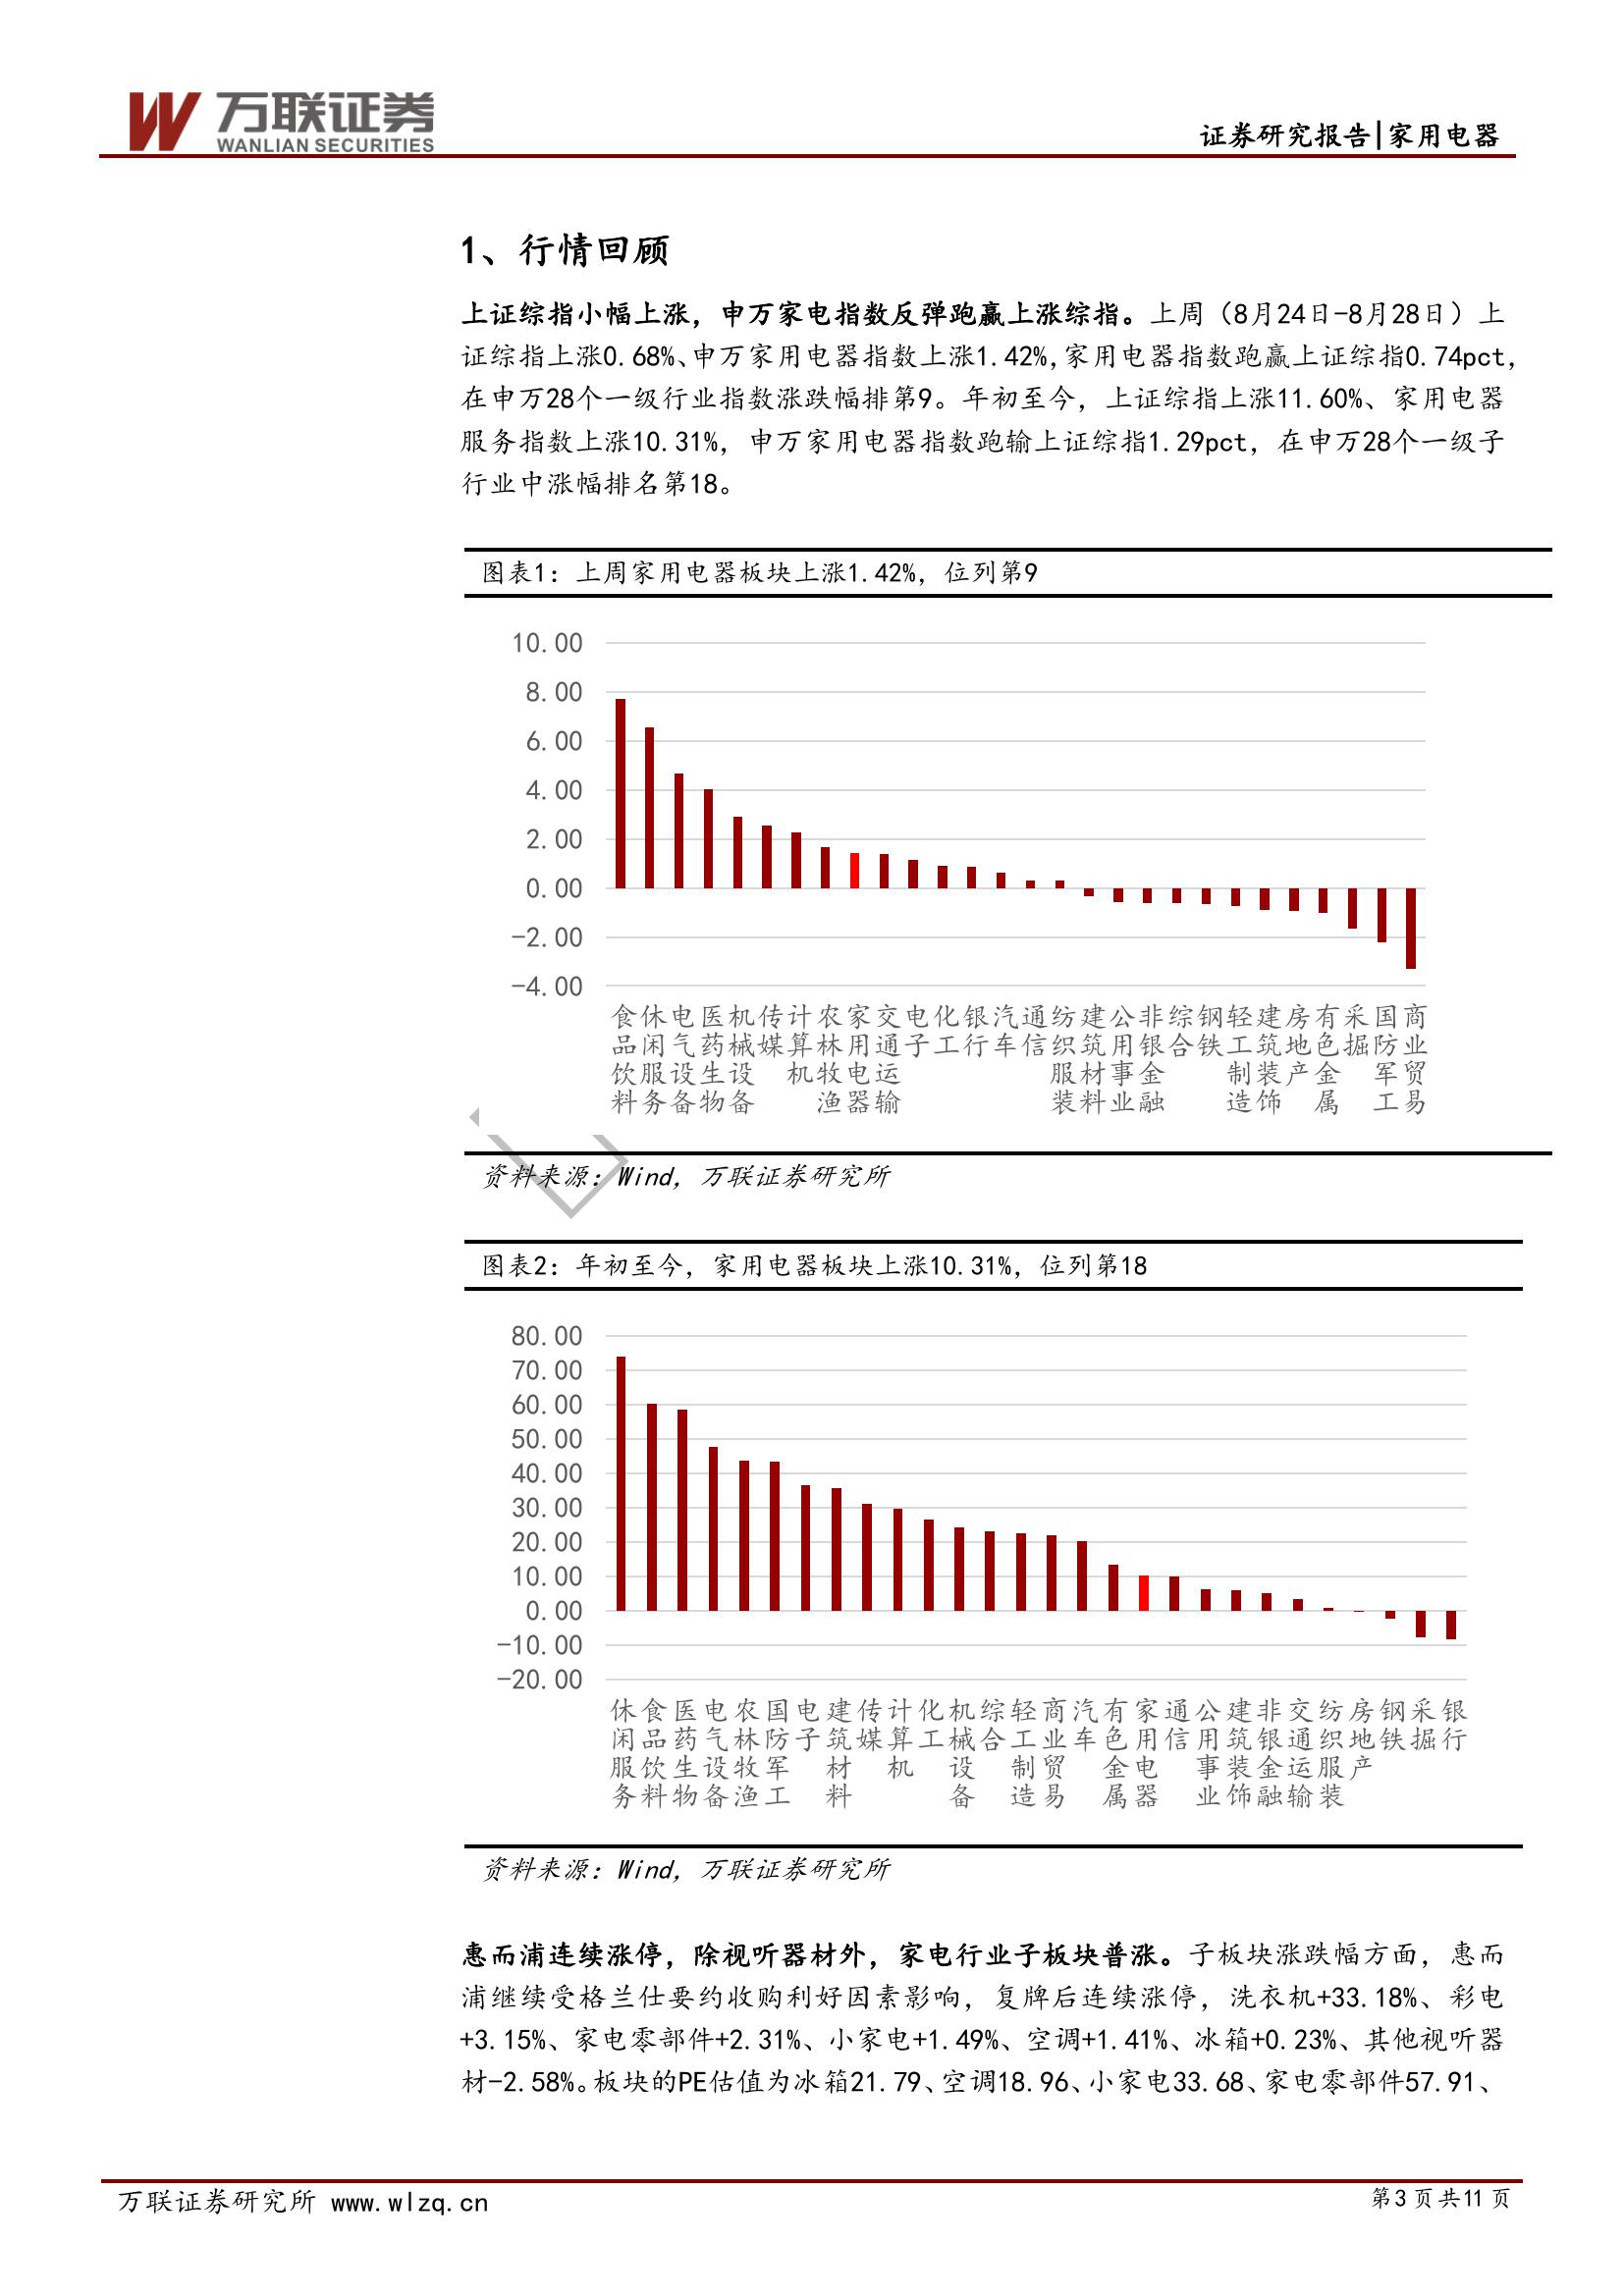 万联证券
WANLIAN SECURITIES
证券研究报告|家用电器
1、行情回顾
上证综指小幅上涨，申万家电指数反弹跑赢上涨综指。上周（8月24日-8月28日）上
证综指上涨0.68%、申万家用电器指数上涨1.42%,家用电器指数跑赢上证综指0.74pct,
在申万28个一级行业指数涨跌幅排第9。年初至今，上证综指上涨11.60%、家用电器
服务指数上涨10.31%，申万家用电器指数跑输上证综指1.29pct，在申万28个一级子
行业中涨幅排名第18。
图表1：上周家用电器板块上涨1.42%，位列第9
10.00
8.00
6.00
4.00
2.00
0.00
-2.00
-4.00
食品饮料
休闲服务
电气设备
医药生物
机械设备
传媒
计算机
农林牧渔
家用电器
交通运输
电子
化工
银行
汽车
通信
纺织服装
建筑材料
公用事业
非银金融
综合
钢铁
轻工制造
建筑装饰
房地产
有色金属
采掘
国防军工
商业贸易
资料来源：Wind，万联证券研究所
图表2：年初至今，家用电器板块上涨10.31%，位列第18
80.00
70.00
60.00
50.00
40.00
30.00
20.00
10.00
0.00
-10.00
-20.00
休闲服务
食品饮料
医药生物
电气设备
农林牧渔
国防军工
电子
建筑材料
传媒
计算机
化工
机械设备
综合
轻工制造
商业贸易
汽车
有色金属
家用电器
通信
公用事业
建筑装饰
非银金融
交通运输
纺织服装
房地产
钢铁
采掘
银行
资料来源：Wind，万联证券研究所
惠而浦连续涨停，除视听器材外，家电行业子板块普涨。子板块涨跌幅方面，惠而
浦继续受格兰仕要约收购利好因素影响，复牌后连续涨停，洗衣机+33.18%、彩电
+3.15%、家电零部件+2.31%、小家电+1.49%、空调+1.41%、冰箱+0.23%、其他视听器
材-2.58%。板块的PE估值为冰箱21.79、空调18.96、小家电33.68、家电零部件57.91、
万联证券研究所 www.wlzq.cn
第3页共11页